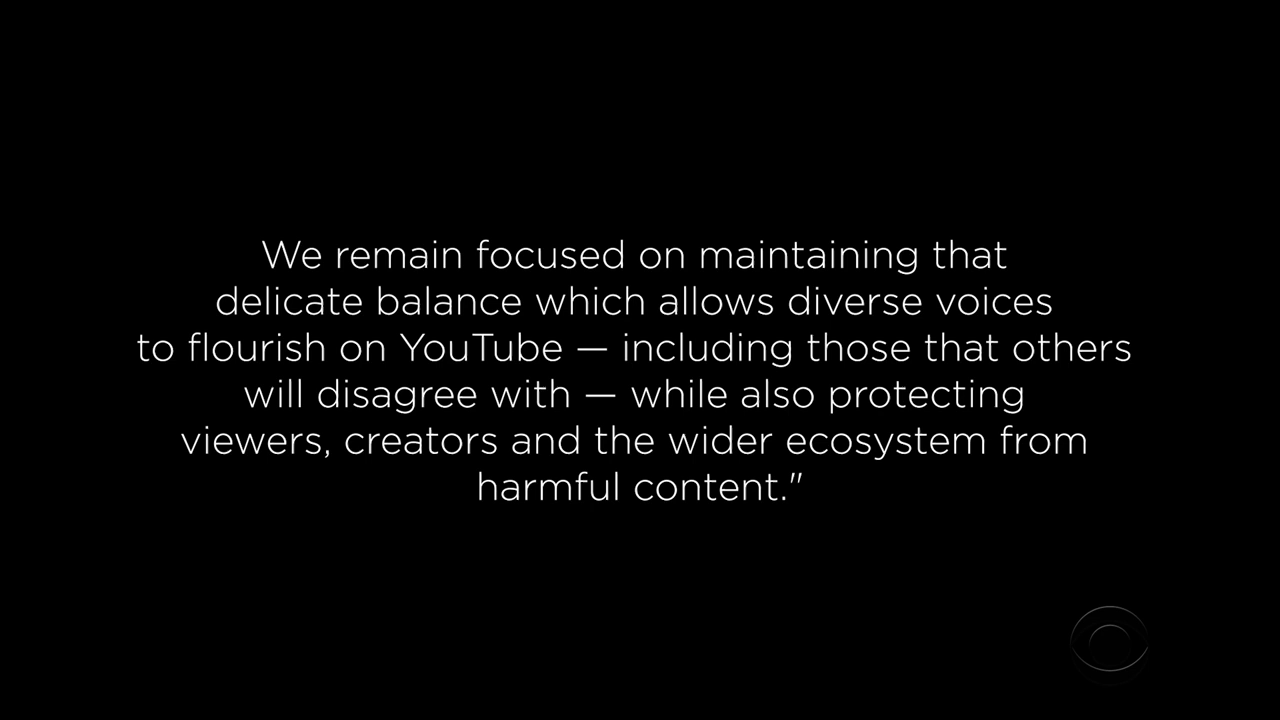 We remain focused on maintaining that
delicate balance which allows diverse voices
to flourish on YouTube — including those that others
will disagree with — while also protecting
viewers, creators and the wider ecosystem from
harmful content."